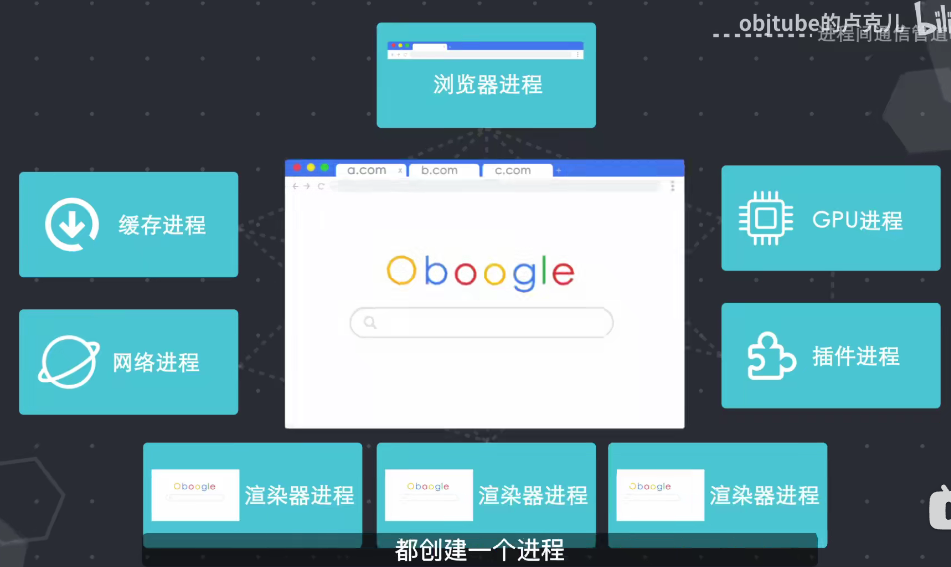 objtube的卢克儿
进程间通信管道
浏览器进程
a.com x b.com c.com +
缓存进程
GPU进程
Oboogle
网络进程
插件进程
Oboogle
渲染器进程
Oboogle
渲染器进程
Oboogle
渲染器进程
都创建一个进程